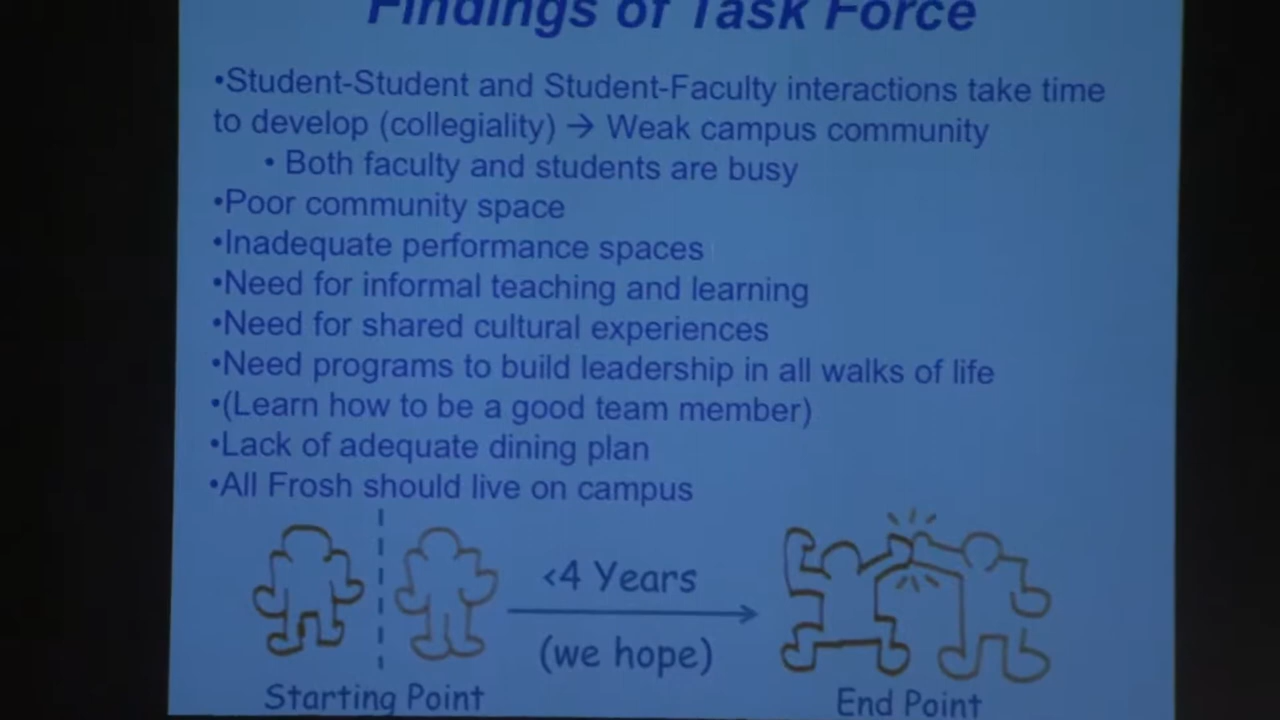 Findings of Task Force
•Student-Student and Student-Faculty interactions take time
to develop (collegiality) → Weak campus community
• Both faculty and students are busy
•Poor community space
•Inadequate performance spaces
•Need for informal teaching and learning
•Need for shared cultural experiences
•Need programs to build leadership in all walks of life
•(Learn how to be a good team member)
•Lack of adequate dining plan
•All Frosh should live on campus
<4 Years
(we hope)
Starting Point
End Point